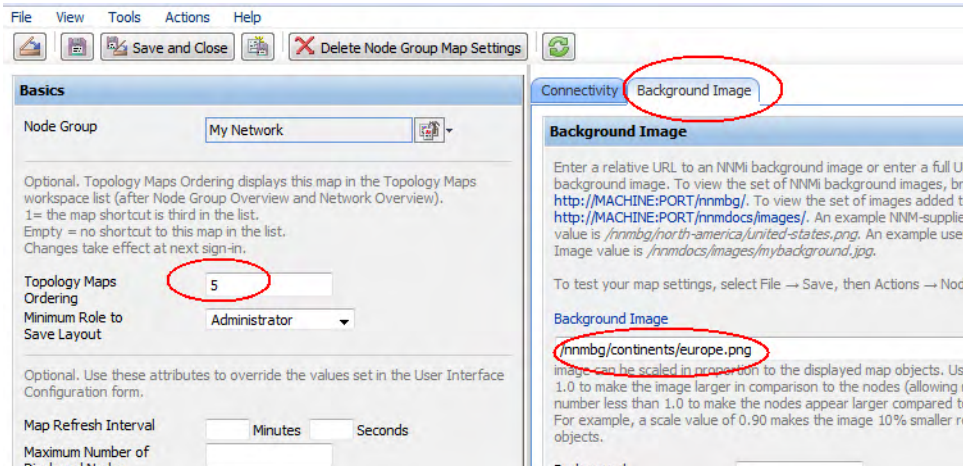 File View Tools Actions Help
Save and Close Delete Node Group Map Settings
Basics
Node Group My Network
Optional. Topology Maps Ordering displays this map in the Topology Maps
workspace list (after Node Group Overview and Network Overview).
1= the map shortcut is third in the list.
Empty = no shortcut to this map in the list.
Changes take effect at next sign-in.
Topology Maps
Ordering
5
Minimum Role to
Save Layout
Administrator
Optional. Use these attributes to override the values set in the User Interface
Configuration form.
Map Refresh Interval Minutes Seconds
Maximum Number of
Connectivity Background Image
Background Image
Enter a relative URL to an NNMi background image or enter a full U
background image. To view the set of NNMi background images, br
http://MACHINE:PORT/nnmbg/. To view the set of images added t
http://MACHINE:PORT/nnmdocs/images/. An example NNM-supplie
value is /nnmbg/north-america/united-states.png. An example use
Image value is /nnmdocs/images/mybackground.jpg.
To test your map settings, select File → Save, then Actions → Nod
Background Image
/nnmbg/continents/europe.png
image can be scaled in proportion to the displayed map objects. Us
1.0 to make the image larger in comparison to the nodes (allowing
number less than 1.0 to make the nodes appear larger compared t
For example, a scale value of 0.90 makes the image 10% smaller r
objects.